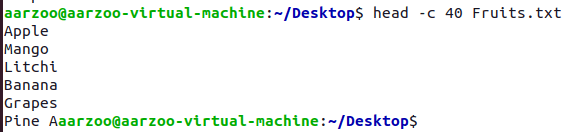 aarzoo@aarzoo-virtual-machine:~/Desktop$ head -c 40 Fruits.txt
Apple
Mango
Litchi
Banana
Grapes
Pine Aaarzoo@aarzoo-virtual-machine:~/Desktop$